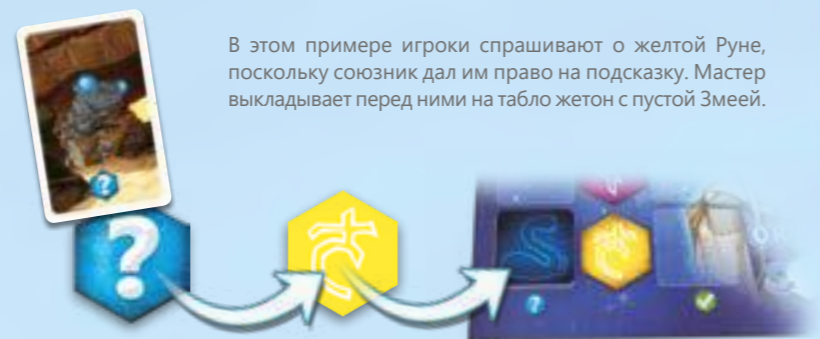 В этом примере игроки спрашивают о желтой Руне,
поскольку союзник дал им право на подсказку. Мастер
выкладывает перед ними на табло жетон с пустой Змеей.
?
?
?